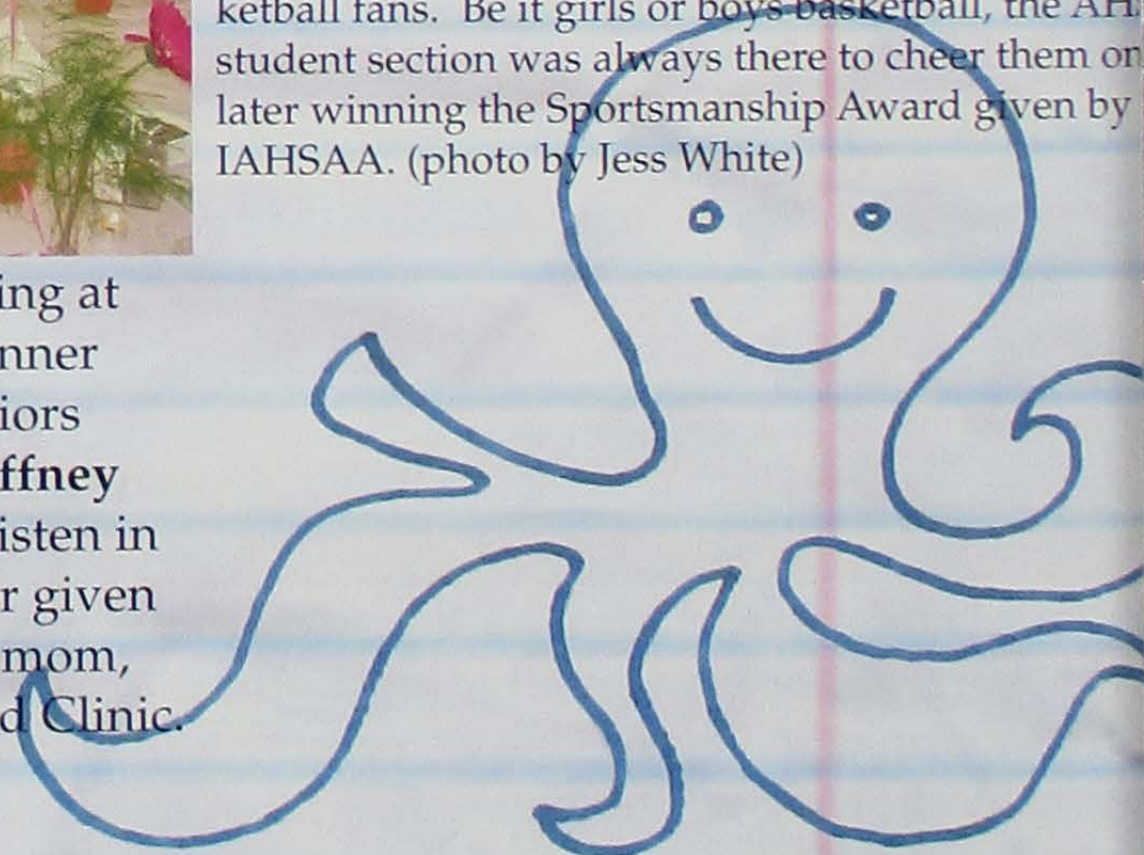 ketball fans. Be it girls or boys basketball, the AH
student section was always there to cheer them on
later winning the Sportsmanship Award given by
IAHSAA. (photo by Jess White)
ing at
nner
iors
ffney
isten in
r given
mom,
d Clinic.